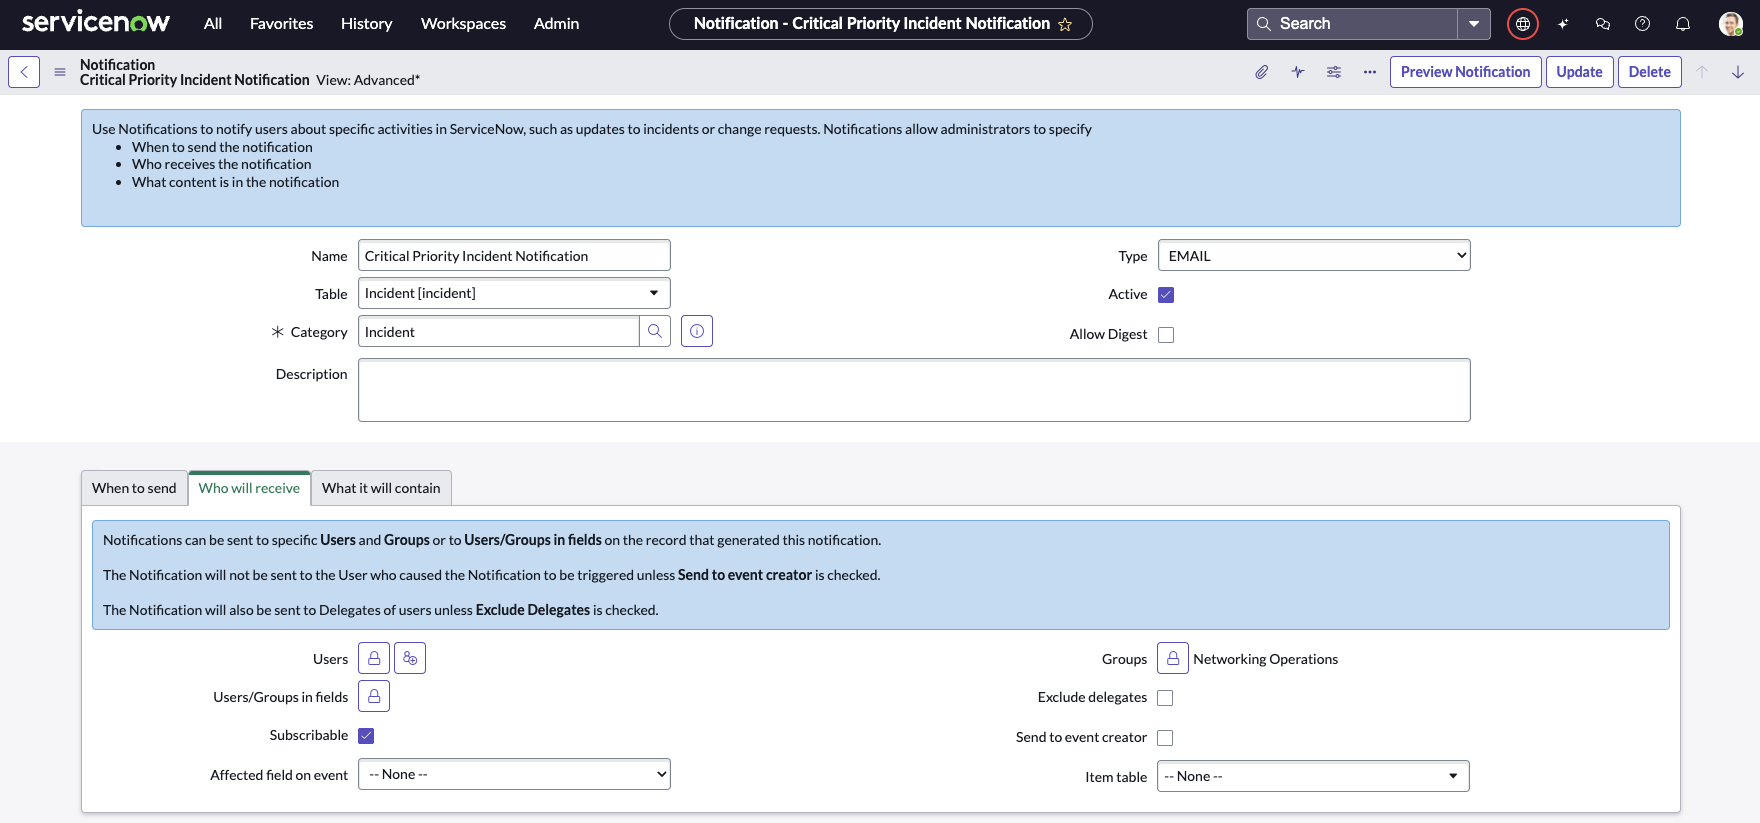 servicenow All Favorites History Workspaces Admin Notification - Critical Priority Incident Notification Search
Notification
Critical Priority Incident Notification View: Advanced*
Preview Notification Update Delete
Use Notifications to notify users about specific activities in ServiceNow, such as updates to incidents or change requests. Notifications allow administrators to specify
• When to send the notification
• Who receives the notification
• What content is in the notification
Name Critical Priority Incident Notification Type EMAIL
Table Incident [incident] Active
Category Incident Allow Digest
Description
When to send Who will receive What it will contain
Notifications can be sent to specific Users and Groups or to Users/Groups in fields on the record that generated this notification.
The Notification will not be sent to the User who caused the Notification to be triggered unless Send to event creator is checked.
The Notification will also be sent to Delegates of users unless Exclude Delegates is checked.
Users Groups Networking Operations
Users/Groups in fields Exclude delegates
Subscribable Send to event creator
Affected field on event -- None -- Item table -- None --